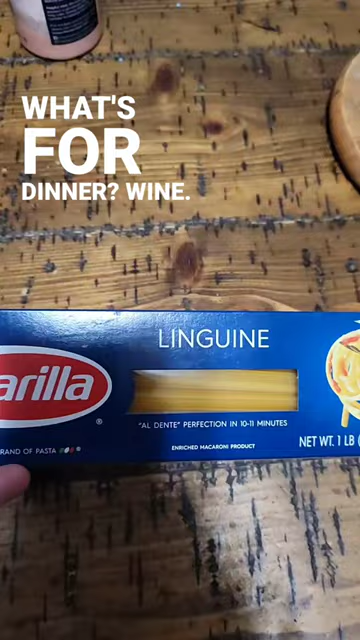 WHAT'S
FOR
DINNER? WINE.
LINGUINE
arilla
®
"AL DENTE" PERFECTION IN 10-11 MINUTES
RAND OF PASTA ®
ENRICHED MACARONI PRODUCT
NET WT. 1 LB (